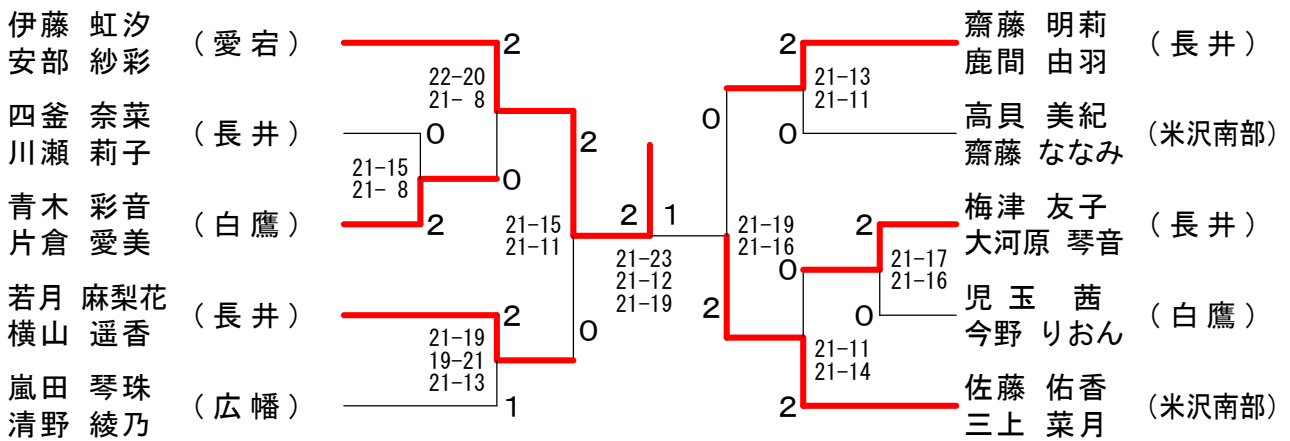 伊藤 虹汐
安部 紗彩
(愛宕)
2
22-20
21- 8
四釜 奈菜
川瀬 莉子
(長井)
0
21-15
21- 8
0
青木 彩音
片倉 愛美
(白鷹)
2
2
21-15
21-11
若月 麻梨花
横山 遥香
(長井)
2
21-19
19-21
21-13
0
嵐田 琴珠
清野 綾乃
(広幡)
1
2 1
21-23
21-12
21-19
齋藤 明莉
鹿間 由羽
(長井)
2
21-13
21-11
0
高貝 美紀
齋藤 ななみ
(米沢南部)
0
21-19
21-16
2
梅津 友子
大河原 琴音
(長井)
2
21-17
21-16
0
児玉 茜
今野 りおん
(白鷹)
0
21-11
21-14
佐藤 佑香
三上 菜月
(米沢南部)
2